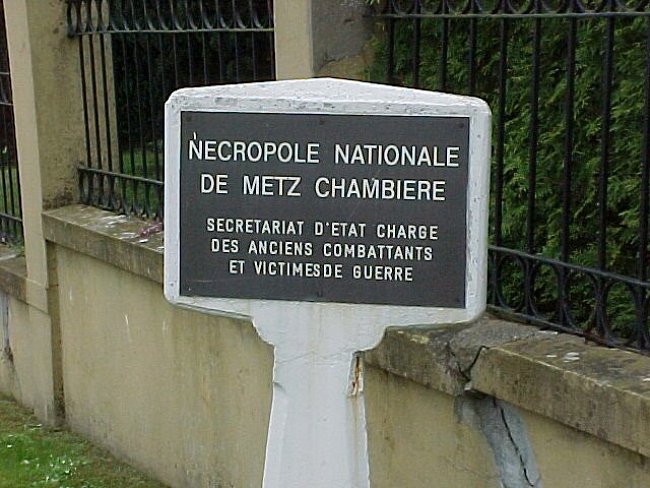 NECROPOLE NATIONALE
DE METZ CHAMBIERE
SECRETARIAT D'ETAT CHARGE
DES ANCIENS COMBATTANTS
ET VICTIMESDE GUERRE